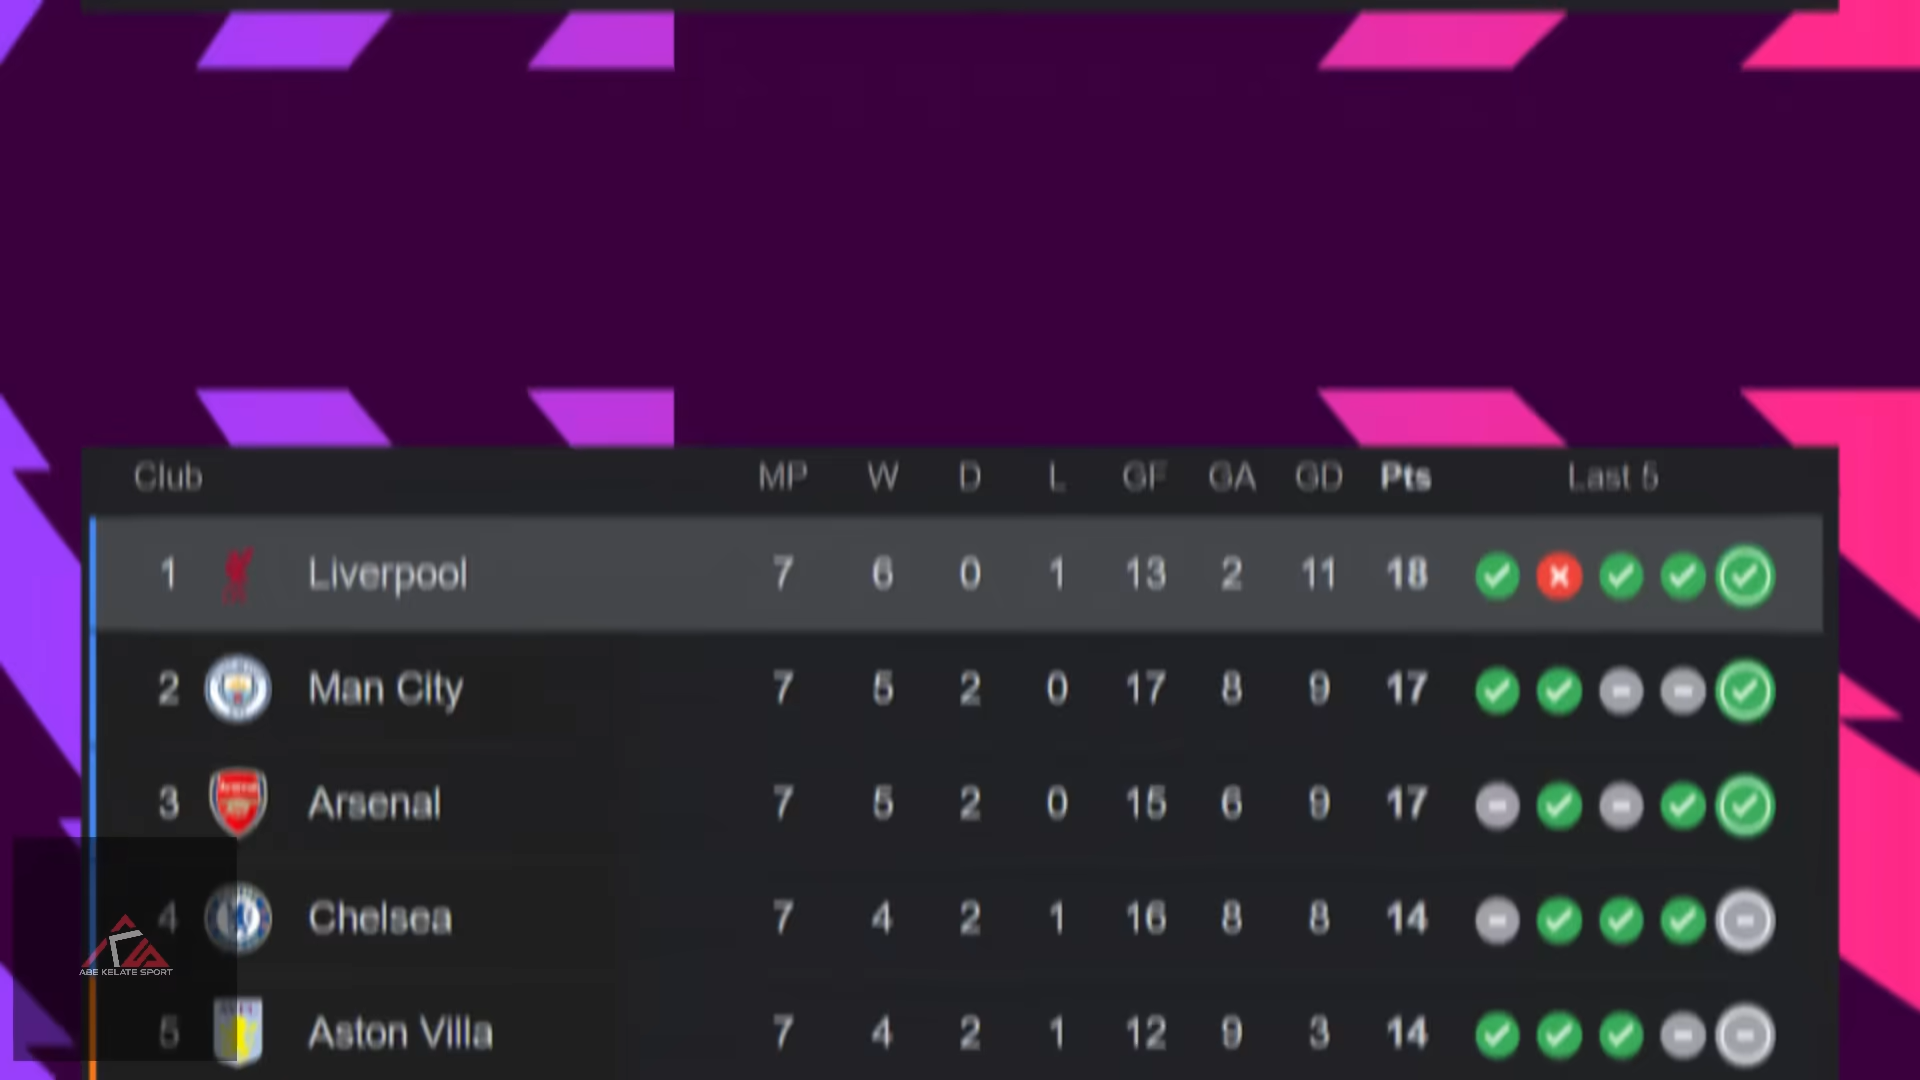 Club MP W D L GF GA GD Pts Last 5
1 Liverpool 7 6 0 1 13 2 11 18
2 Man City 7 5 2 0 17 8 9 17
3 Arsenal 7 5 2 0 15 6 9 17
4 Chelsea 7 4 2 1 16 8 8 14
5 Aston Villa 7 4 2 1 12 9 3 14
ABE KELATE SPORT